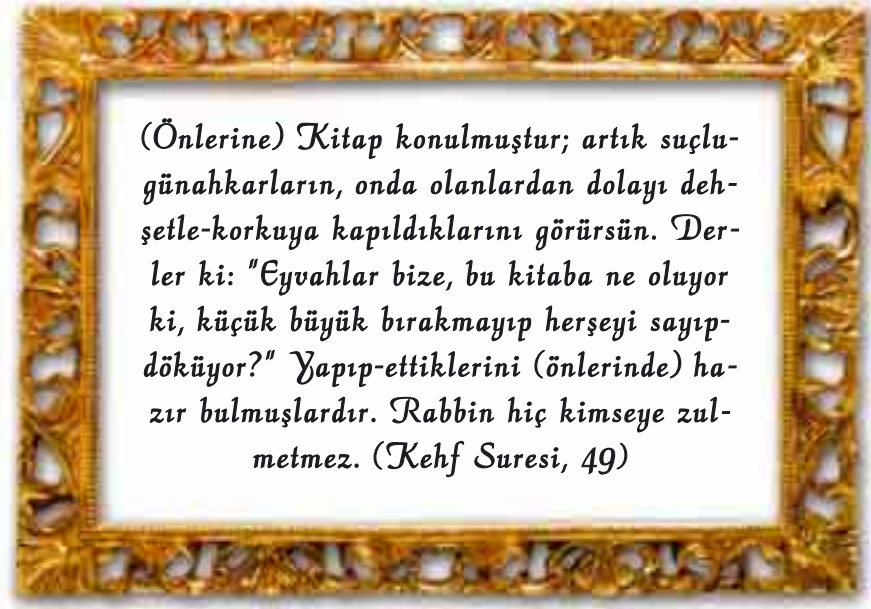 (Önlerine) Kitap konulmuştur; artık suçlu-
günahkarların, onda olanlardan dolayı deh-
şetle-korkuya kapıldıklarını görürsün. Der-
ler ki: "Eyvahlar bize, bu kitaba ne oluyor
ki, küçük büyük bırakmayıp herşeyi sayıp-
döküyor?" Yapıp-ettiklerini (önlerinde) ha-
zır bulmuşlardır. Rabbin hiç kimseye zul-
metmez. (Kehf Suresi, 49)